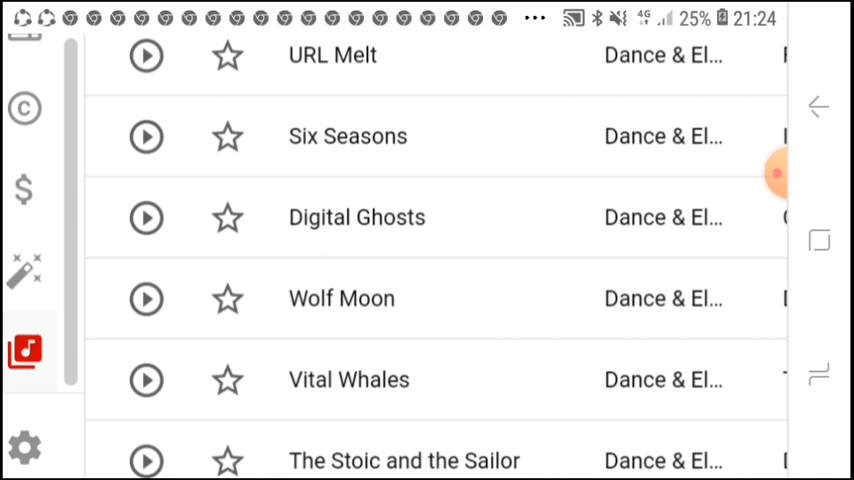 4G 25% 21:24
URL Melt Dance & El...
Six Seasons Dance & El...
Digital Ghosts Dance & El...
Wolf Moon Dance & El...
Vital Whales Dance & El...
The Stoic and the Sailor Dance & El...